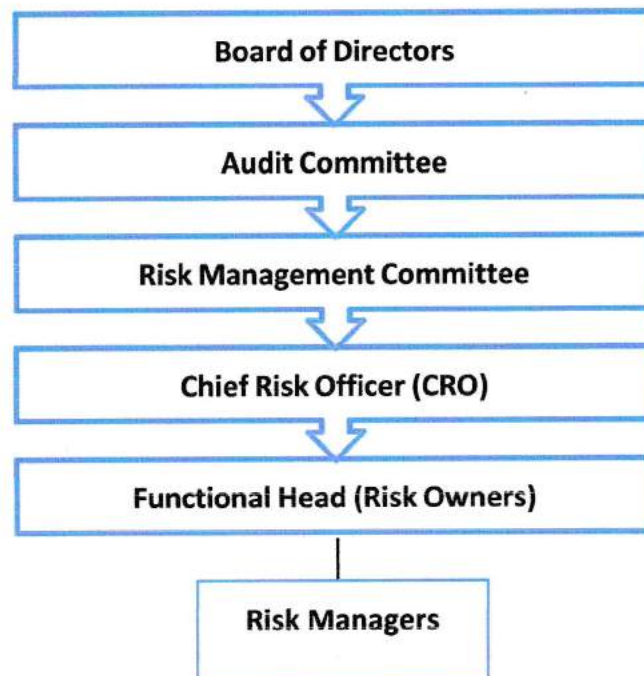 Board of Directors
Audit Committee
Risk Management Committee
Chief Risk Officer (CRO)
Functional Head (Risk Owners)
Risk Managers